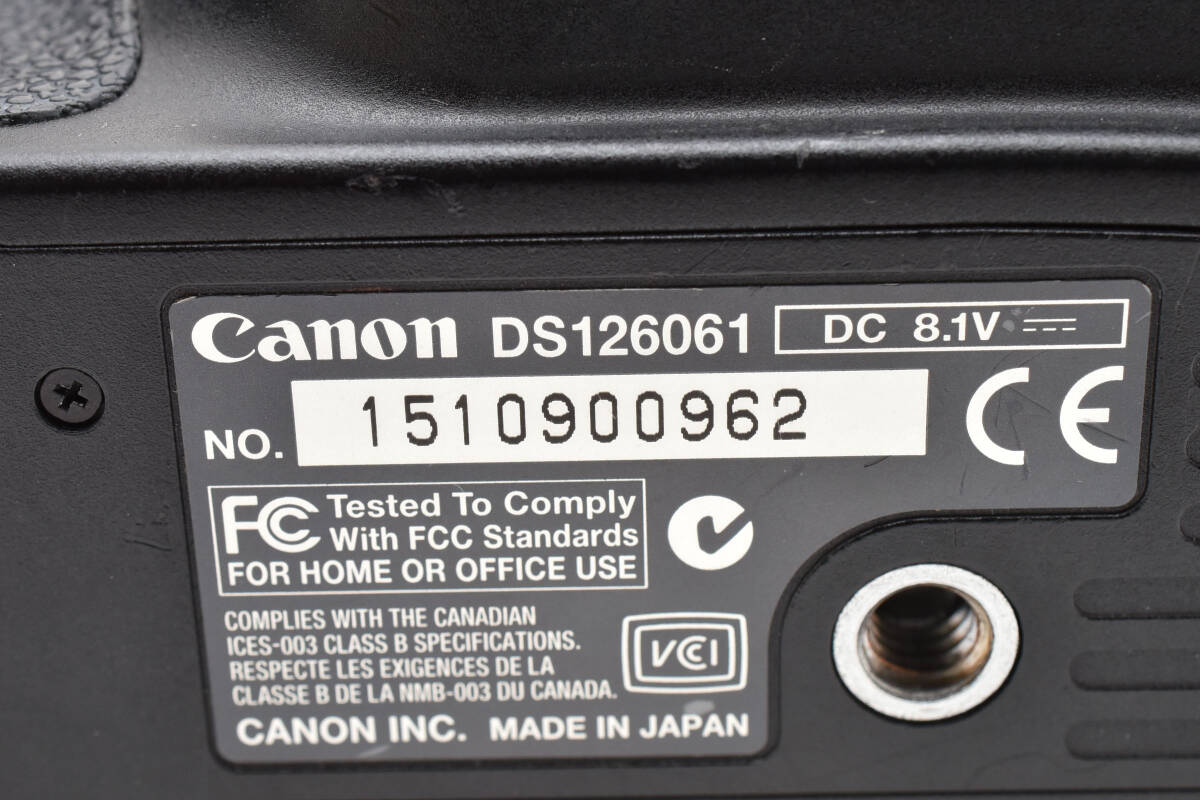 Canon DS126061 DC 8.1V
NO. 1510900962
CE
FC Tested To Comply
With FCC Standards
FOR HOME OR OFFICE USE
COMPLIES WITH THE CANADIAN
ICES-003 CLASS B SPECIFICATIONS.
RESPECTE LES EXIGENCES DE LA
CLASSE B DE LA NMB-003 DU CANADA.
VCI
CANON INC. MADE IN JAPAN